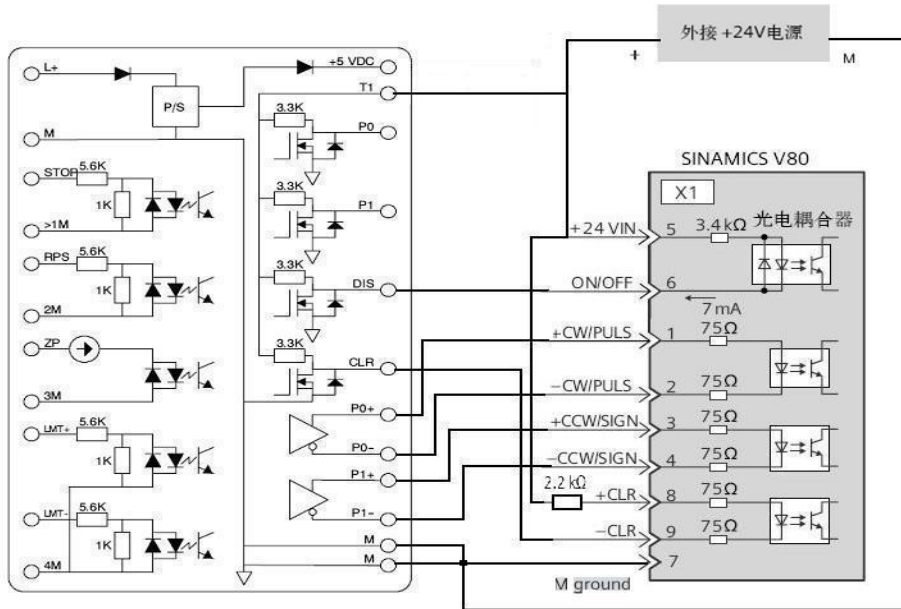 外接 +24V电源
+ M
L+
+5 VDC
T1
P/S
3.3K
P0
M
STOP 5.6K
1K
>1M
3.3K
P1
RPS 5.6K
1K
2M
3.3K
DIS
ZP
3M
3.3K
CLR
LMT+ 5.6K
1K
P0+
P0-
P1+
P1-
LMT- 5.6K
1K
4M
M
M
SINAMICS V80
X1
光电耦合器
+24 VIN 5 3.4kΩ
ON/OFF 6
7mA
+CW/PULS 1 75Ω
−CW/PULS 2 75Ω
+CCW/SIGN 3 75Ω
−CCW/SIGN 4 75Ω
2.2 kΩ +CLR 8 75Ω
−CLR 9 75Ω
7
M ground